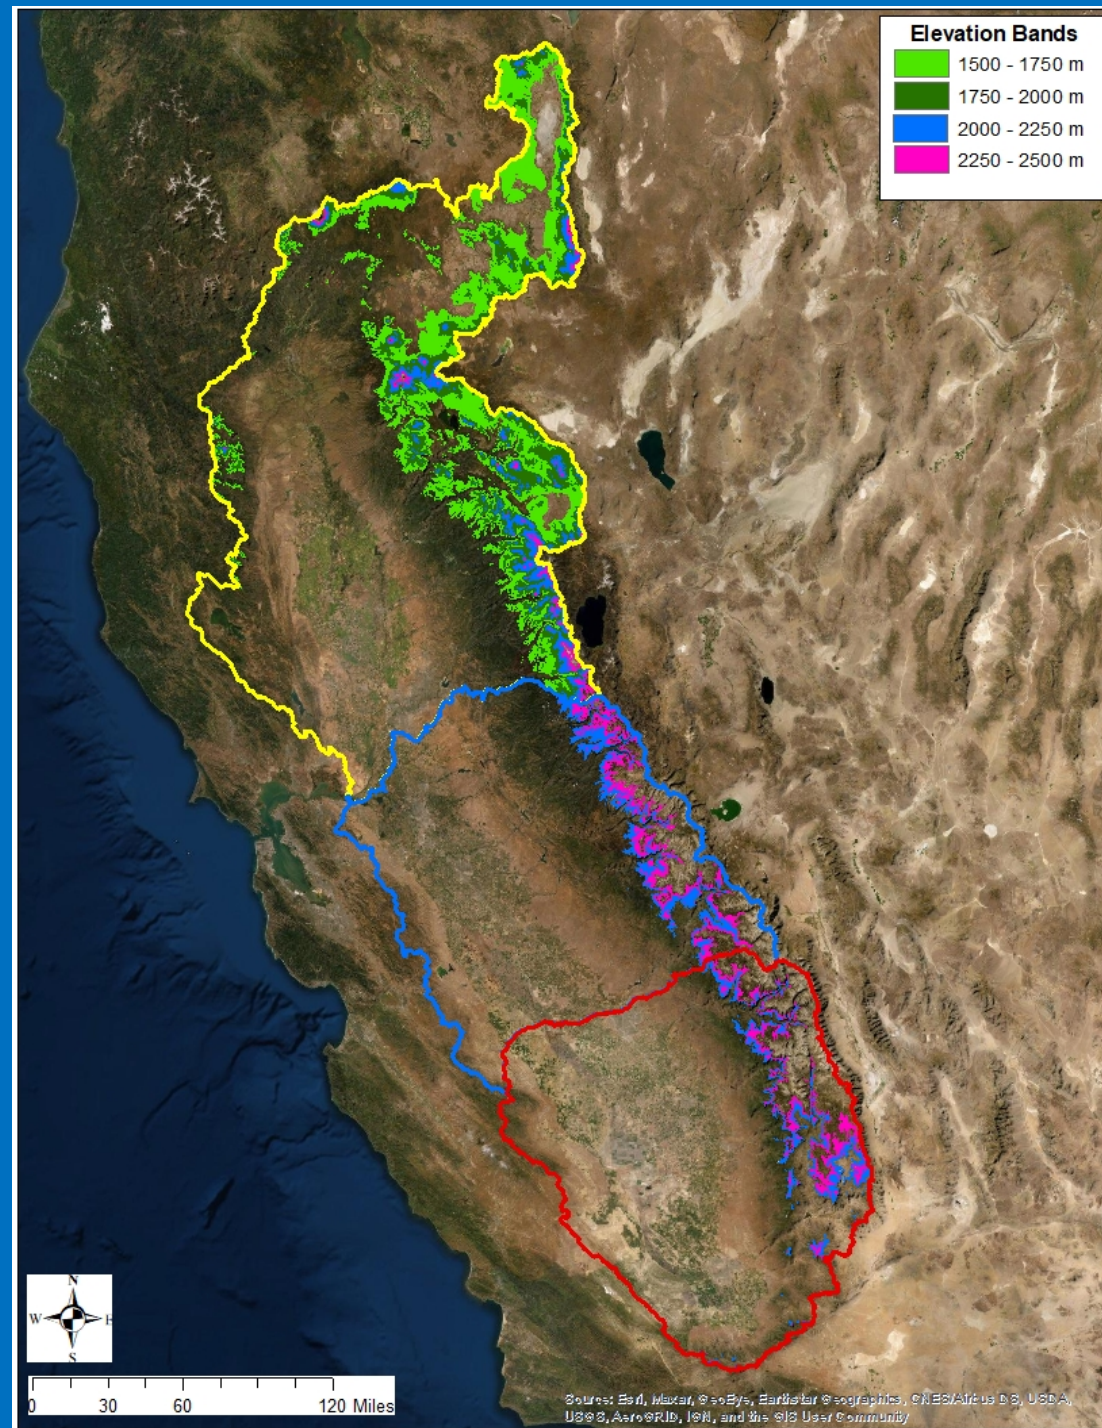 Elevation Bands
1500 - 1750 m
1750 - 2000 m
2000 - 2250 m
2250 - 2500 m
N
W E
S
0 30 60 120 Miles
Source: Esri, Maxar, GeoEye, Earthstar Geographics, CNES/Airbus DS, USDA,
USGS, AeroGRID, IGN, and the GIS User Community